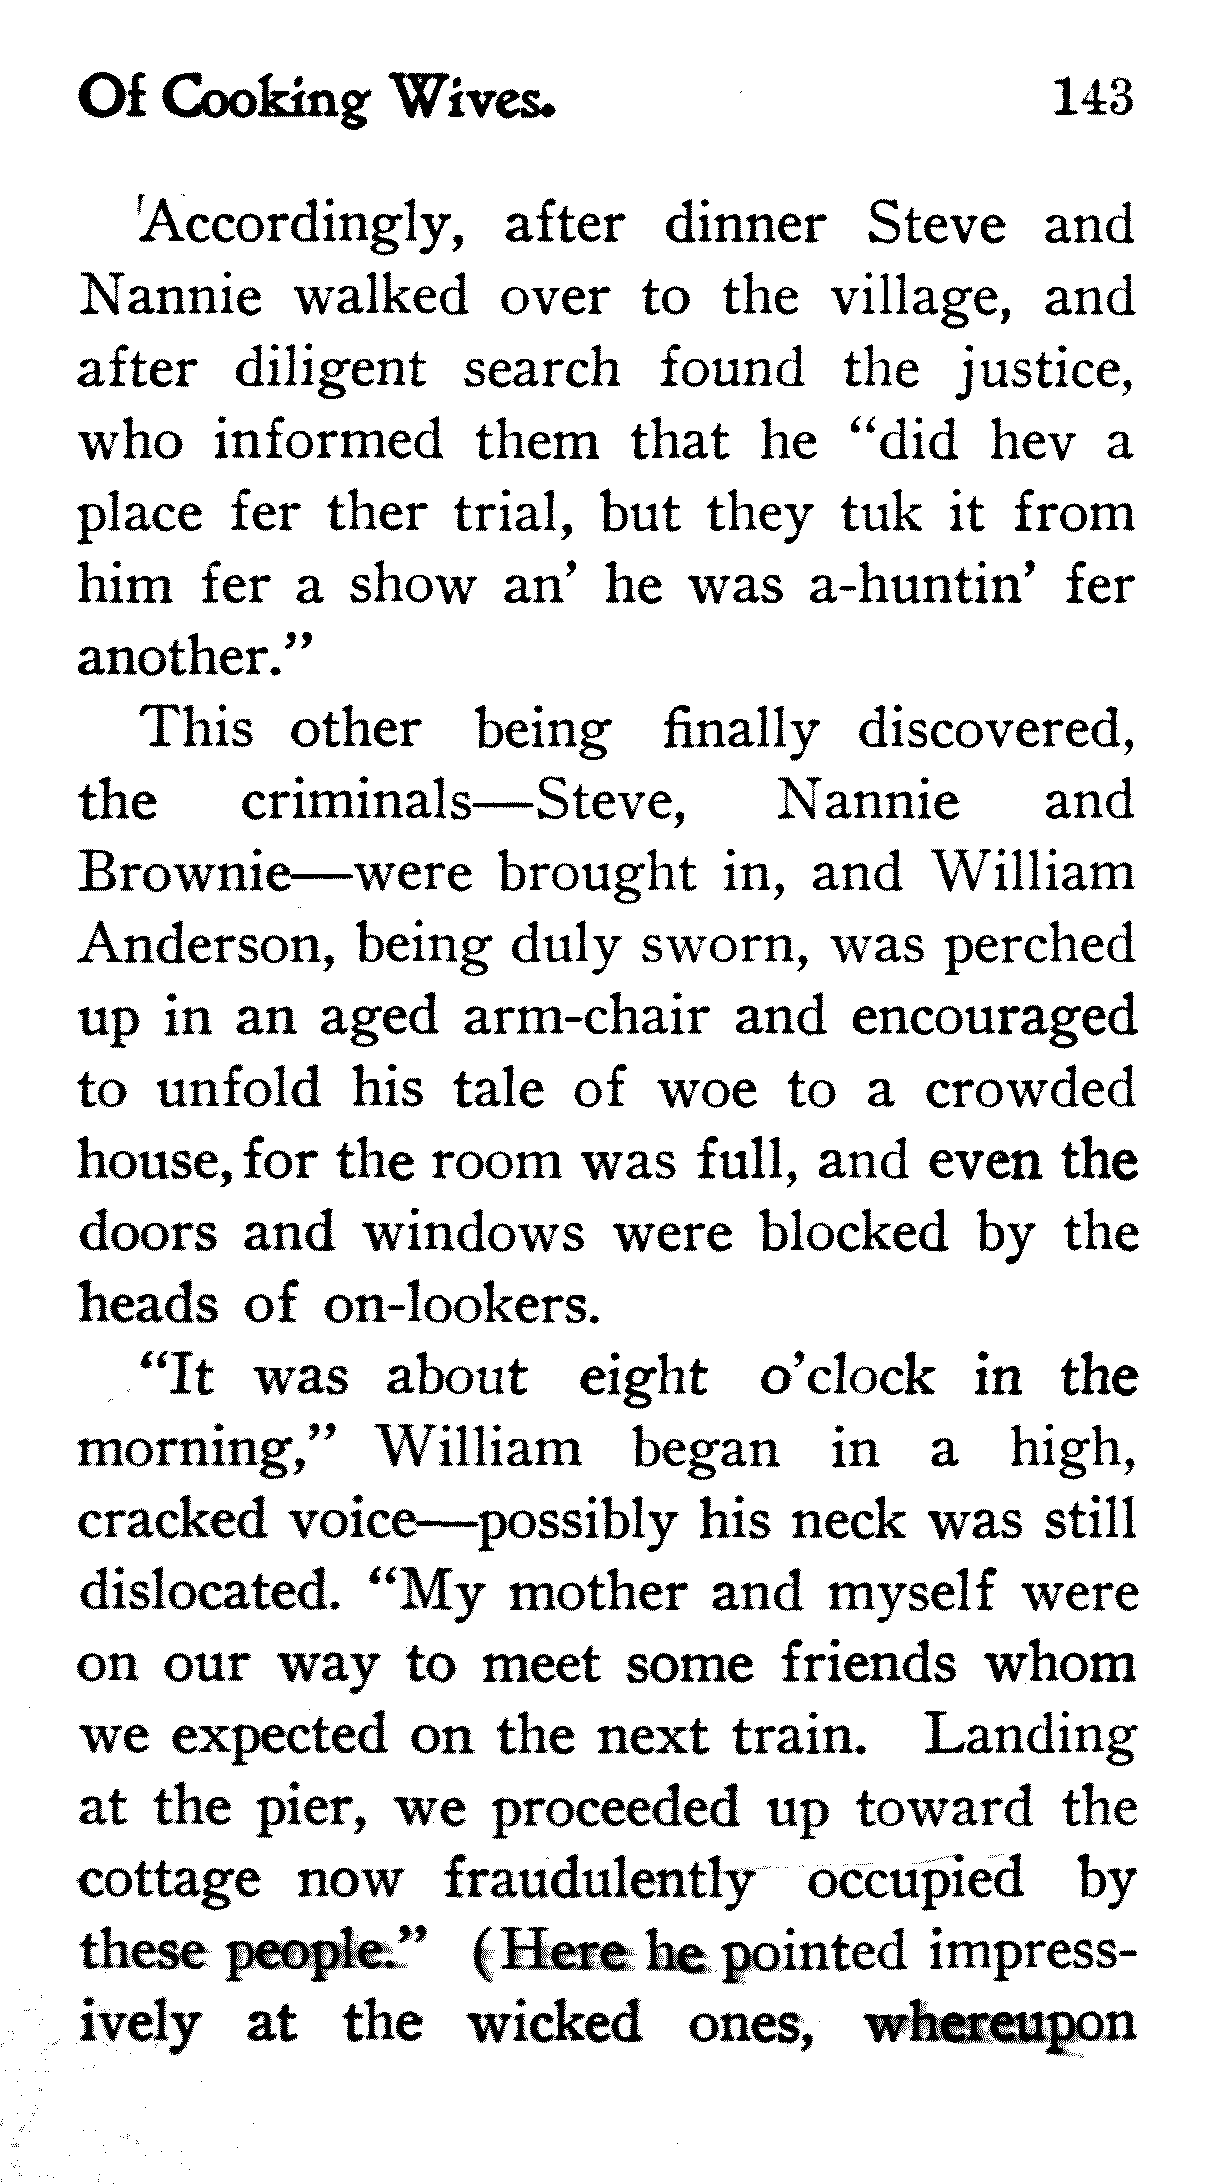 Of Cooking Wives. 143
Accordingly, after dinner Steve and
Nannie walked over to the village, and
after diligent search found the justice,
who informed them that he “did hev a
place fer ther trial, but they tuk it from
him fer a show an’ he was a-huntin’ fer
another.”
This other being finally discovered,
the criminals—Steve, Nannie and
Brownie—were brought in, and William
Anderson, being duly sworn, was perched
up in an aged arm-chair and encouraged
to unfold his tale of woe to a crowded
house, for the room was full, and even the
doors and windows were blocked by the
heads of on-lookers.
“It was about eight o’clock in the
morning,” William began in a high,
cracked voice—possibly his neck was still
dislocated. “My mother and myself were
on our way to meet some friends whom
we expected on the next train. Landing
at the pier, we proceeded up toward the
cottage now fraudulently occupied by
these people.” (Here he pointed impress-
ively at the wicked ones, whereupon